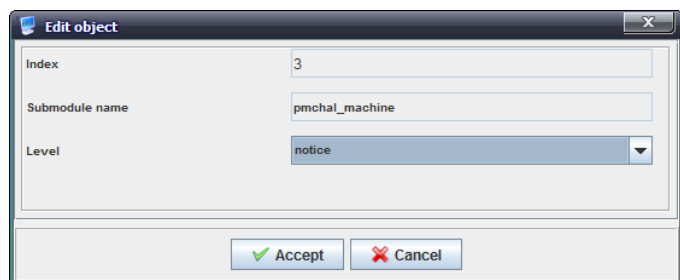 Edit object
Index 3
Submodule name pmchal_machine
Level notice
Accept Cancel